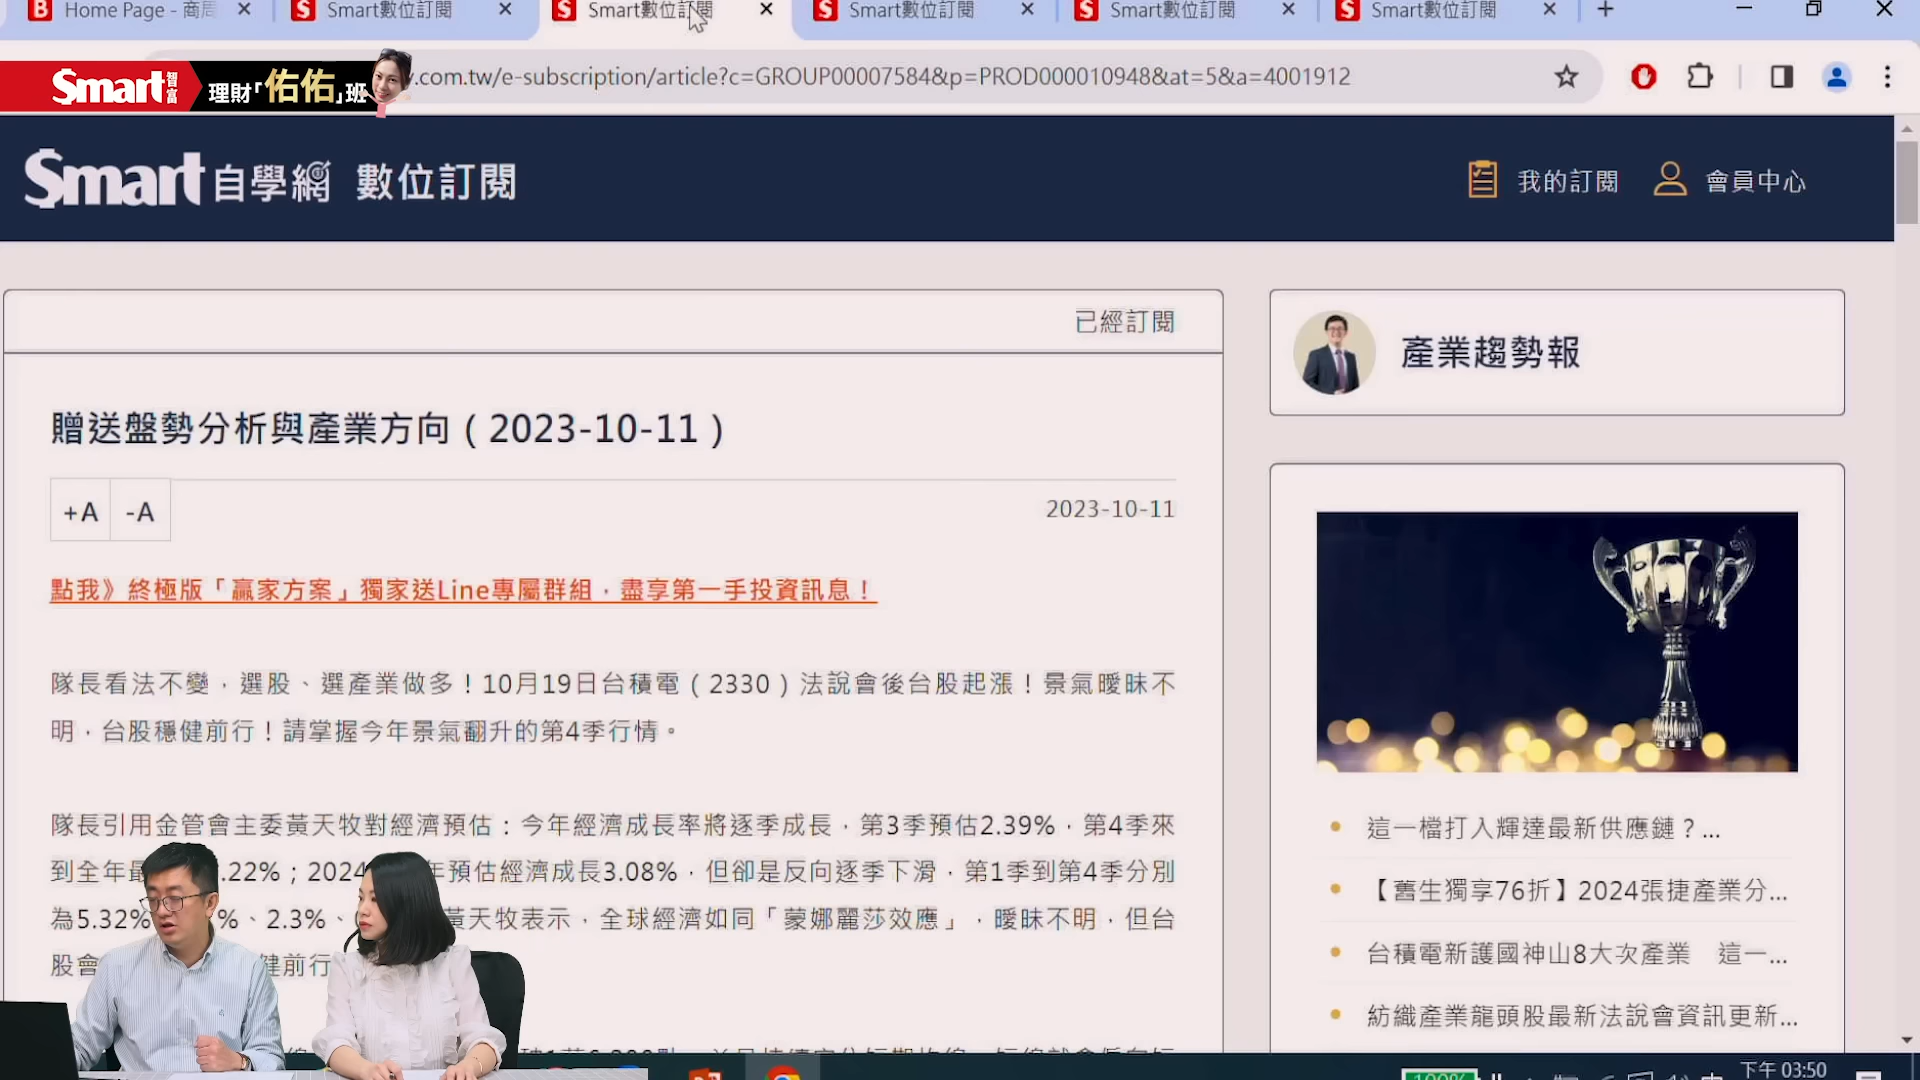 Home Page - 商周
Smart數位訂閱
Smart數位訂閱
Smart數位訂閱
Smart數位訂閱
Smart數位訂閱
Smart智富 理財「佑佑」班
.com.tw/e-subscription/article?c=GROUP00007584&p=PROD000010948&at=5&a=4001912
Smart自學網 數位訂閱
我的訂閱
會員中心
已經訂閱
產業趨勢報
贈送盤勢分析與產業方向（2023-10-11）
+A -A
2023-10-11
點我》終極版「贏家方案」獨家送Line專屬群組，盡享第一手投資訊息！
隊長看法不變，選股、選產業做多！10月19日台積電（2330）法說會後台股起漲！景氣曖昧不
明，台股穩健前行！請掌握今年景氣翻升的第4季行情。
隊長引用金管會主委黃天牧對經濟預估：今年經濟成長率將逐季成長，第3季預估2.39%，第4季來
到全年最 .22%；2024 年預估經濟成長3.08%，但卻是反向逐季下滑，第1季到第4季分別
為5.32% %、2.3%、 黃天牧表示，全球經濟如同「蒙娜麗莎效應」，曖昧不明，但台
股會 健前行
這一檔打入輝達最新供應鏈？...
【舊生獨享76折】2024張捷產業分...
台積電新護國神山8大次產業 這一...
紡織產業龍頭股最新法說會資訊更新...
100%
下午 03:50